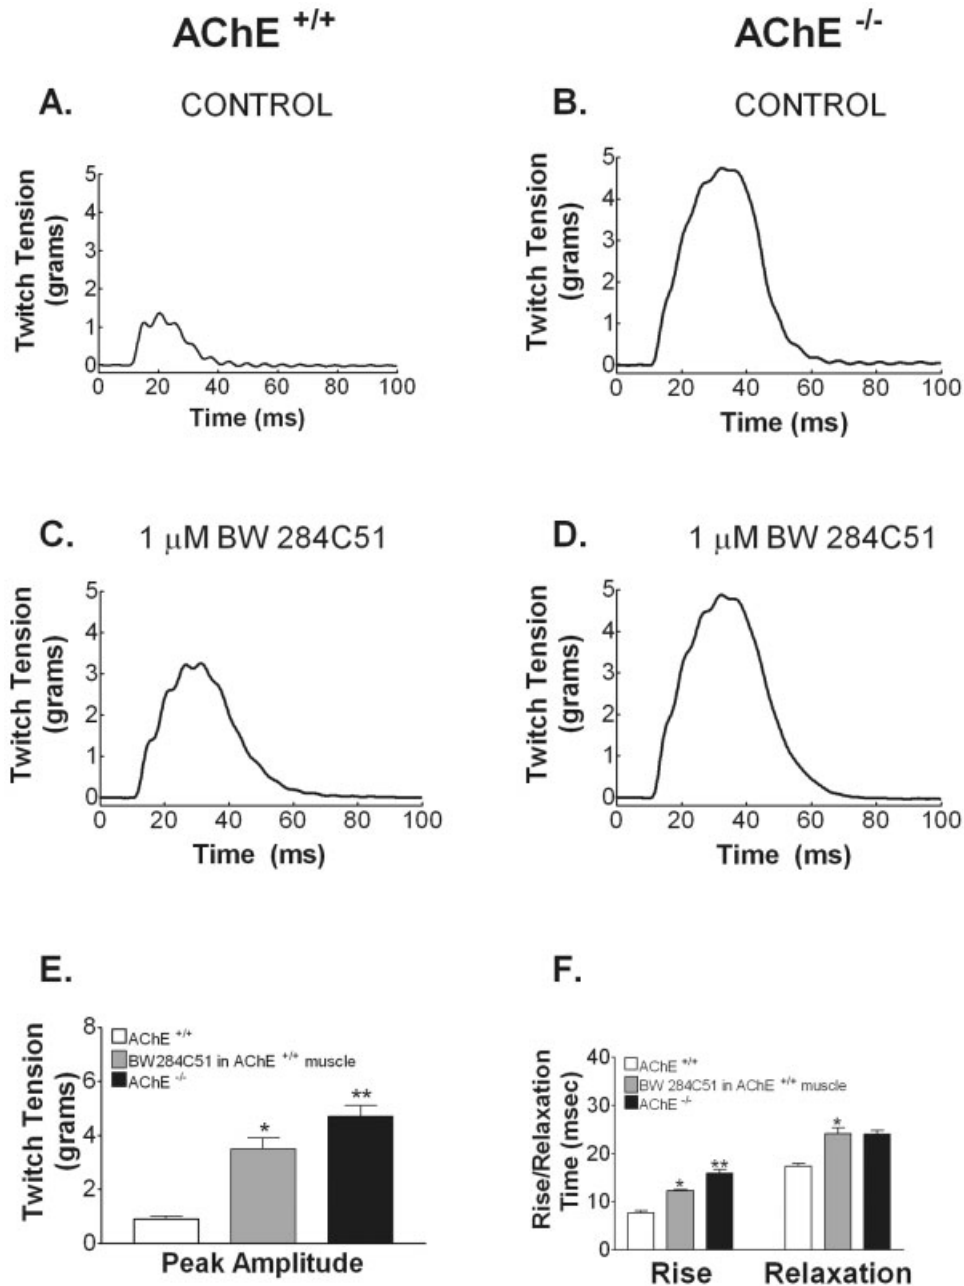 AChE +/+
AChE -/-
A. CONTROL
B. CONTROL
Twitch Tension
(grams)
5
4
3
2
1
0
0 20 40 60 80 100
Time (ms)
Twitch Tension
(grams)
5
4
3
2
1
0
0 20 40 60 80 100
Time (ms)
C. 1 μM BW 284C51
D. 1 μM BW 284C51
Twitch Tension
(grams)
5
4
3
2
1
0
0 20 40 60 80 100
Time (ms)
Twitch Tension
(grams)
5
4
3
2
1
0
0 20 40 60 80 100
Time (ms)
E.
Twitch Tension
(grams)
8
6
4
2
0
AChE +/+
BW284C51 in AChE +/+ muscle
AChE -/-
*
**
Peak Amplitude
F.
Rise/Relaxation
Time (msec)
40
30
20
10
0
AChE +/+
BW 284C51 in AChE +/+ muscle
AChE -/-
*
**
*
Rise Relaxation